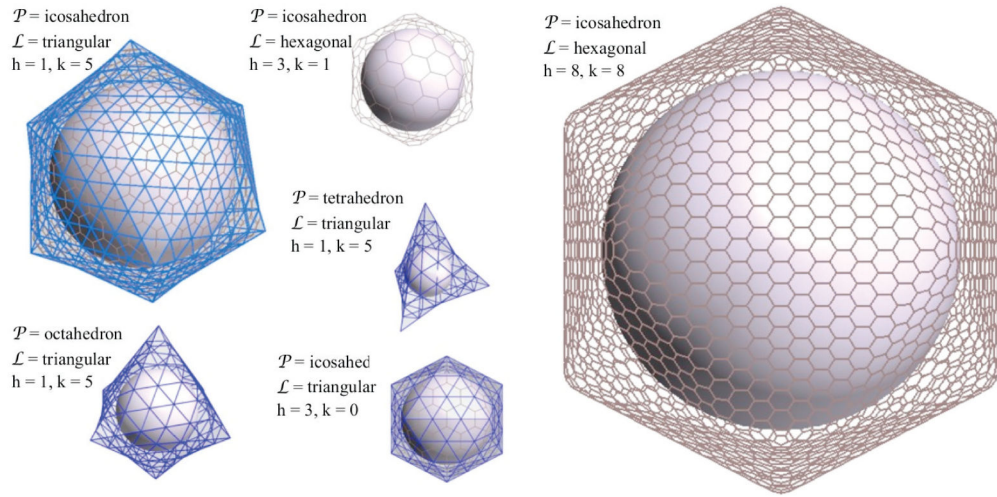 𝒫 = icosahedron
ℒ = triangular
h = 1, k = 5
𝒫 = icosahedron
ℒ = hexagonal
h = 3, k = 1
𝒫 = icosahedron
ℒ = hexagonal
h = 8, k = 8
𝒫 = tetrahedron
ℒ = triangular
h = 1, k = 5
𝒫 = octahedron
ℒ = triangular
h = 1, k = 5
𝒫 = icosahed
ℒ = triangular
h = 3, k = 0